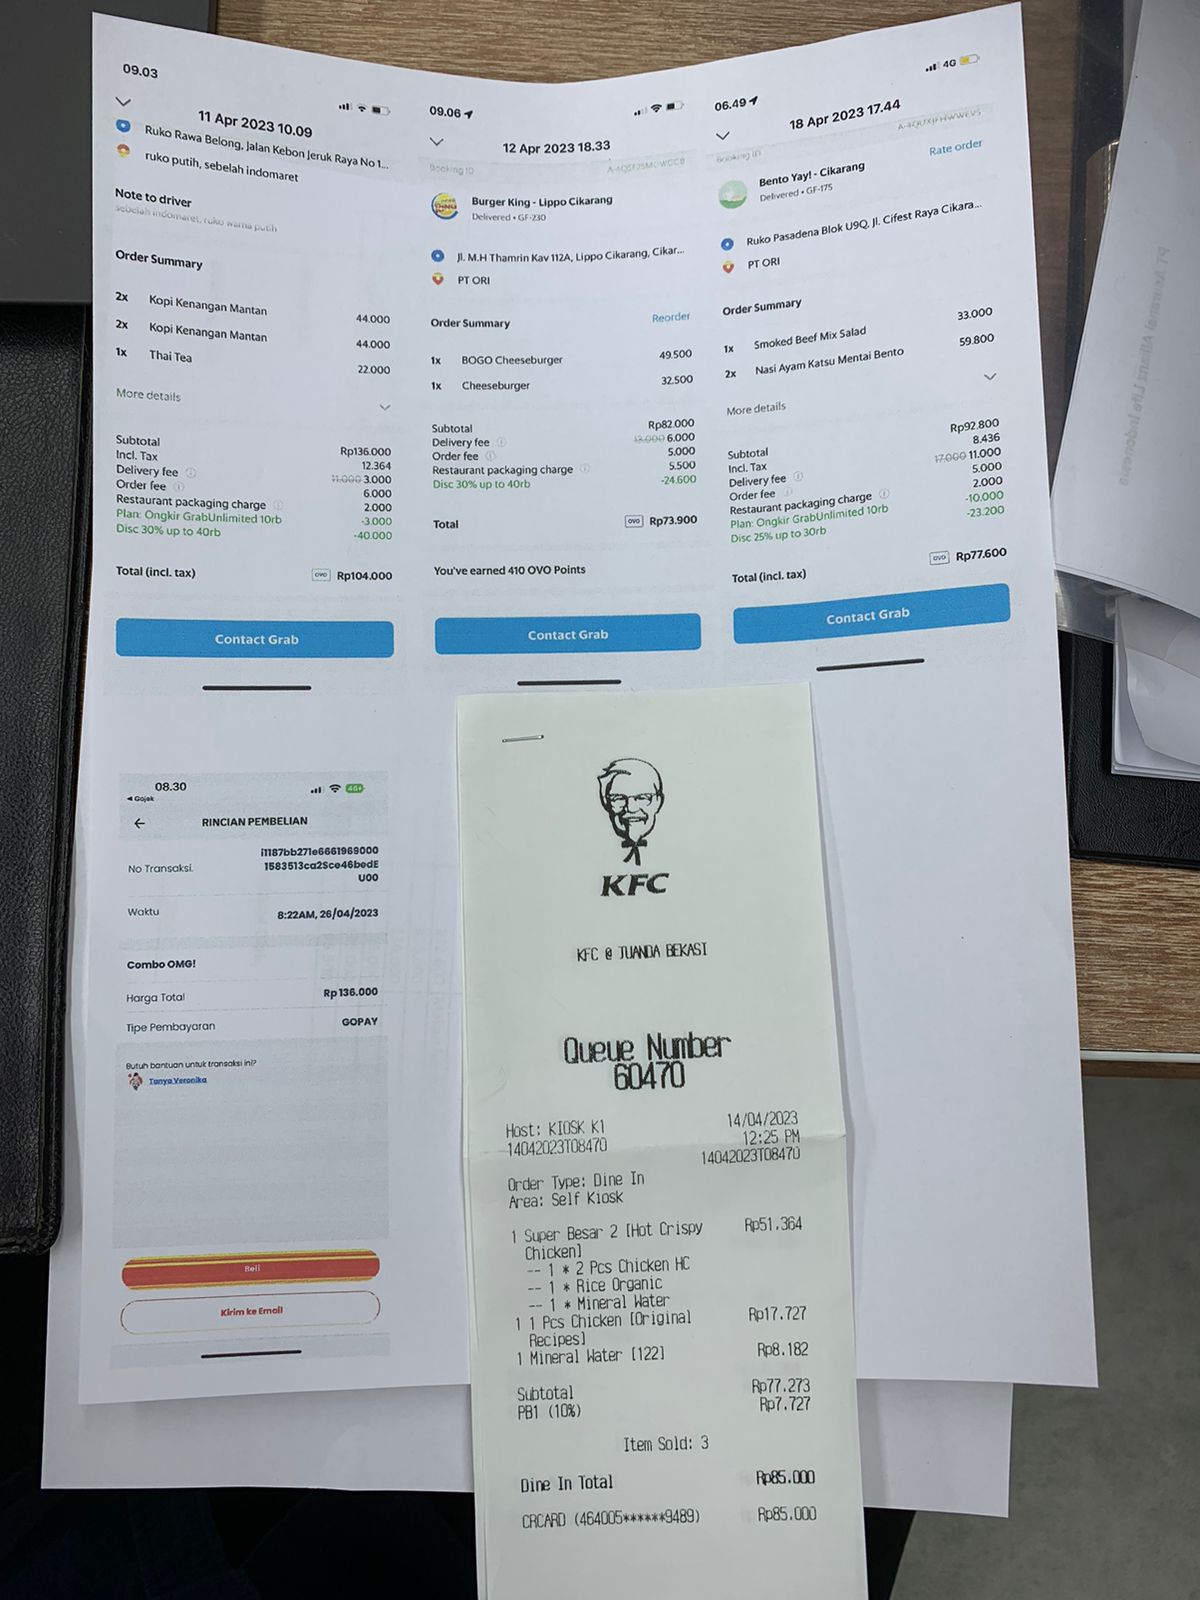 09.03
11 Apr 2023 10.09
Ruko Rawa Belong, Jalan Kebon Jeruk Raya No 1...
ruko putih, sebelah indomaret
Note to driver
sebelah indomaret, ruko warna putih
Order Summary
2x Kopi Kenangan Mantan 44.000
2x Kopi Kenangan Mantan 44.000
1x Thai Tea 22.000
More details
Subtotal Rp136.000
Incl. Tax 12.364
Delivery fee 11.000 3.000
Order fee 6.000
Restaurant packaging charge 2.000
Plan: Ongkir GrabUnlimited 10rb -3.000
Disc 30% up to 40rb -40.000
Total (incl. tax) OVO Rp104.000
Contact Grab
09.06
12 Apr 2023 18.33
Booking ID
Burger King - Lippo Cikarang
Delivered • GF-230
Jl. M.H Thamrin Kav 112A, Lippo Cikarang, Cikar...
PT ORI
Order Summary Reorder
1x BOGO Cheeseburger 49.500
1x Cheeseburger 32.500
Subtotal Rp82.000
Delivery fee 13.000 6.000
Order fee 5.000
Restaurant packaging charge 5.500
Disc 30% up to 40rb -24.600
Total OVO Rp73.900
You've earned 410 OVO Points
Contact Grab
06.49 4G
18 Apr 2023 17.44
Booking ID
Rate order
Bento Yay! - Cikarang
Delivered • GF-175
Ruko Pasadena Blok U9Q, Jl. Cifest Raya Cikara...
PT ORI
Order Summary
1x Smoked Beef Mix Salad 33.000
2x Nasi Ayam Katsu Mentai Bento 59.800
More details
Subtotal Rp92.800
Incl. Tax 8.436
Delivery fee 17.000 11.000
Order fee 5.000
Restaurant packaging charge 2.000
Plan: Ongkir GrabUnlimited 10rb -10.000
Disc 25% up to 30rb -23.200
Total (incl. tax) OVO Rp77.600
Contact Grab
08.30
Gojek
RINCIAN PEMBELIAN
No Transaksi. i1187bb271e6661969000
1583513ca25ce46bedE
U00
Waktu 8:22AM, 26/04/2023
Combo OMG!
Harga Total Rp 136.000
Tipe Pembayaran GOPAY
Butuh bantuan untuk transaksi ini?
Tanya Veronika
Beli
Kirim ke Email
KFC
KFC @ JUANDA BEKASI
Queue Number
60470
Host: KIOSK K1 14/04/2023
12:25 PM
14042023T08470 14042023T08470
Order Type: Dine In
Area: Self Kiosk
1 Super Besar 2 [Hot Crispy Rp51.364
Chicken]
-- 1 * 2 Pcs Chicken HC
-- 1 * Rice Organic
-- 1 * Mineral Water
1 1 Pcs Chicken [Original Rp17.727
Recipes]
1 Mineral Water [122] Rp8.182
Subtotal Rp77.273
PB1 (10%) Rp7.727
Item Sold: 3
Dine In Total Rp85.000
CRCARD (464005******9489) Rp85.000